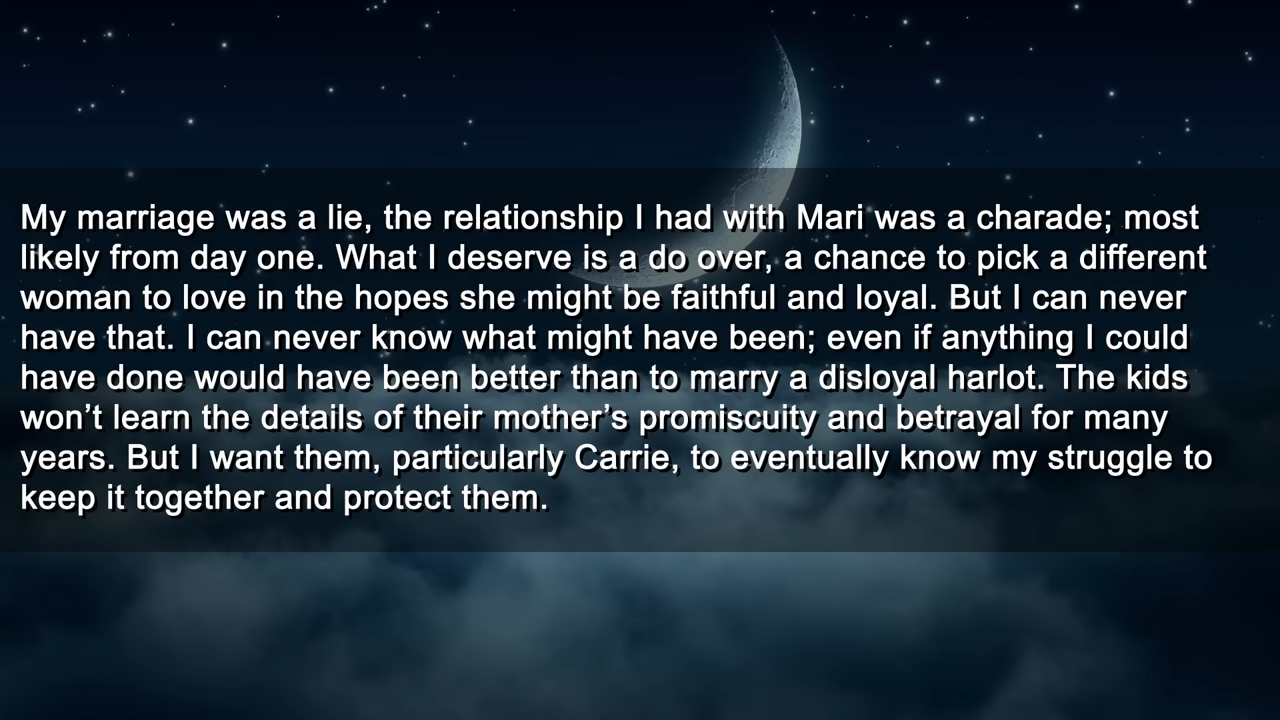 My marriage was a lie, the relationship I had with Mari was a charade; most
likely from day one. What I deserve is a do over, a chance to pick a different
woman to love in the hopes she might be faithful and loyal. But I can never
have that. I can never know what might have been; even if anything I could
have done would have been better than to marry a disloyal harlot. The kids
won’t learn the details of their mother’s promiscuity and betrayal for many
years. But I want them, particularly Carrie, to eventually know my struggle to
keep it together and protect them.